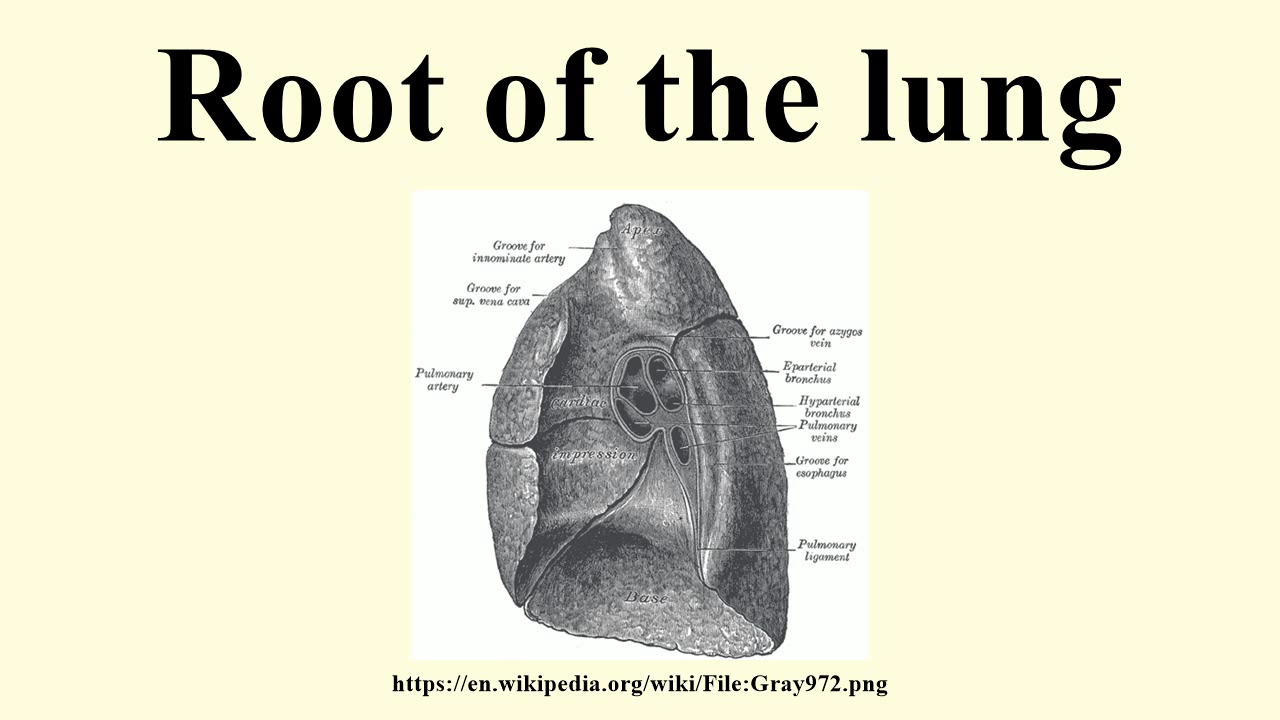 Root of the lung
Apex
Groove for
innominate artery
Groove for
sup. vena cava
Groove for azygos
vein
Pulmonary
artery
Eparterial
bronchus
cardiac
Hyparterial
bronchus
Pulmonary
veins
impression
Groove for
esophagus
Pulmonary
ligament
Base
https://en.wikipedia.org/wiki/File:Gray972.png